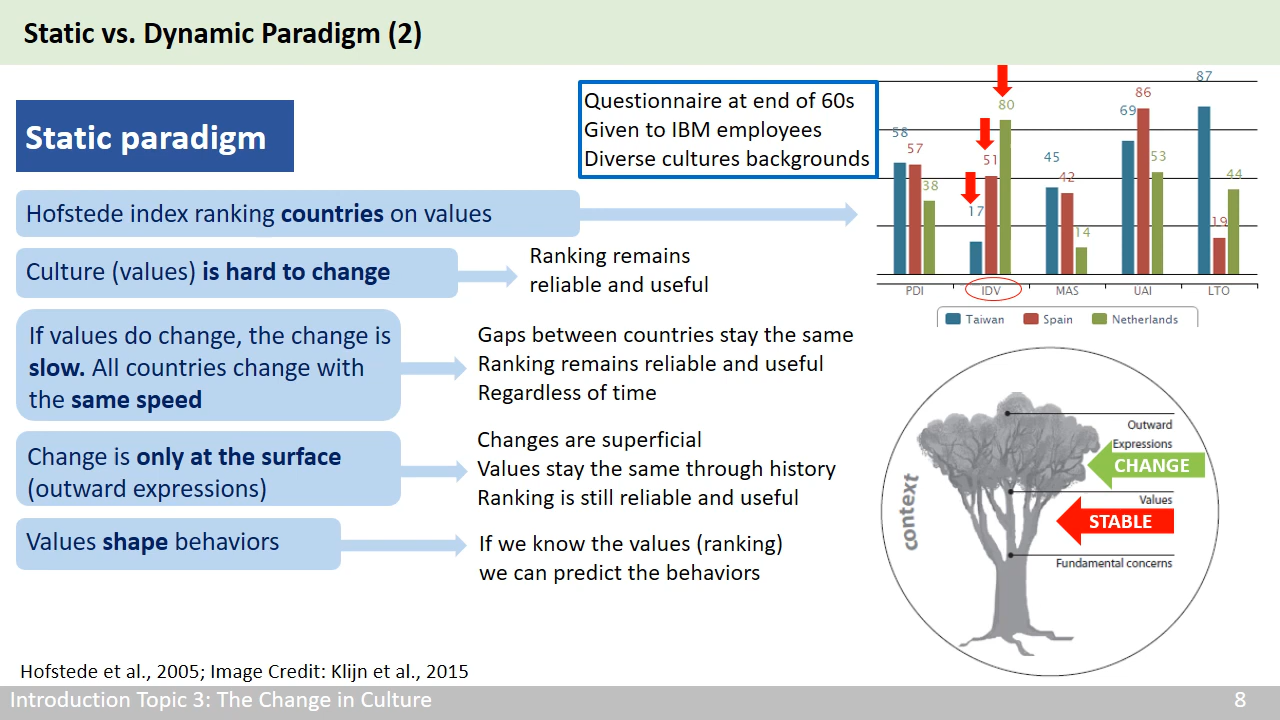 Static vs. Dynamic Paradigm (2)
Static paradigm
Questionnaire at end of 60s
Given to IBM employees
Diverse cultures backgrounds
Hofstede index ranking countries on values
Culture (values) is hard to change
Ranking remains
reliable and useful
If values do change, the change is
slow. All countries change with
the same speed
Gaps between countries stay the same
Ranking remains reliable and useful
Regardless of time
Change is only at the surface
(outward expressions)
Changes are superficial
Values stay the same through history
Ranking is still reliable and useful
Values shape behaviors
If we know the values (ranking)
we can predict the behaviors
58 57 38
17 51 80
45 42 14
69 86 53
87 19 44
PDI IDV MAS UAI LTO
Taiwan Spain Netherlands
context
Outward
Expressions
CHANGE
Values
STABLE
Fundamental concerns
Hofstede et al., 2005; Image Credit: Klijn et al., 2015
Introduction Topic 3: The Change in Culture
8